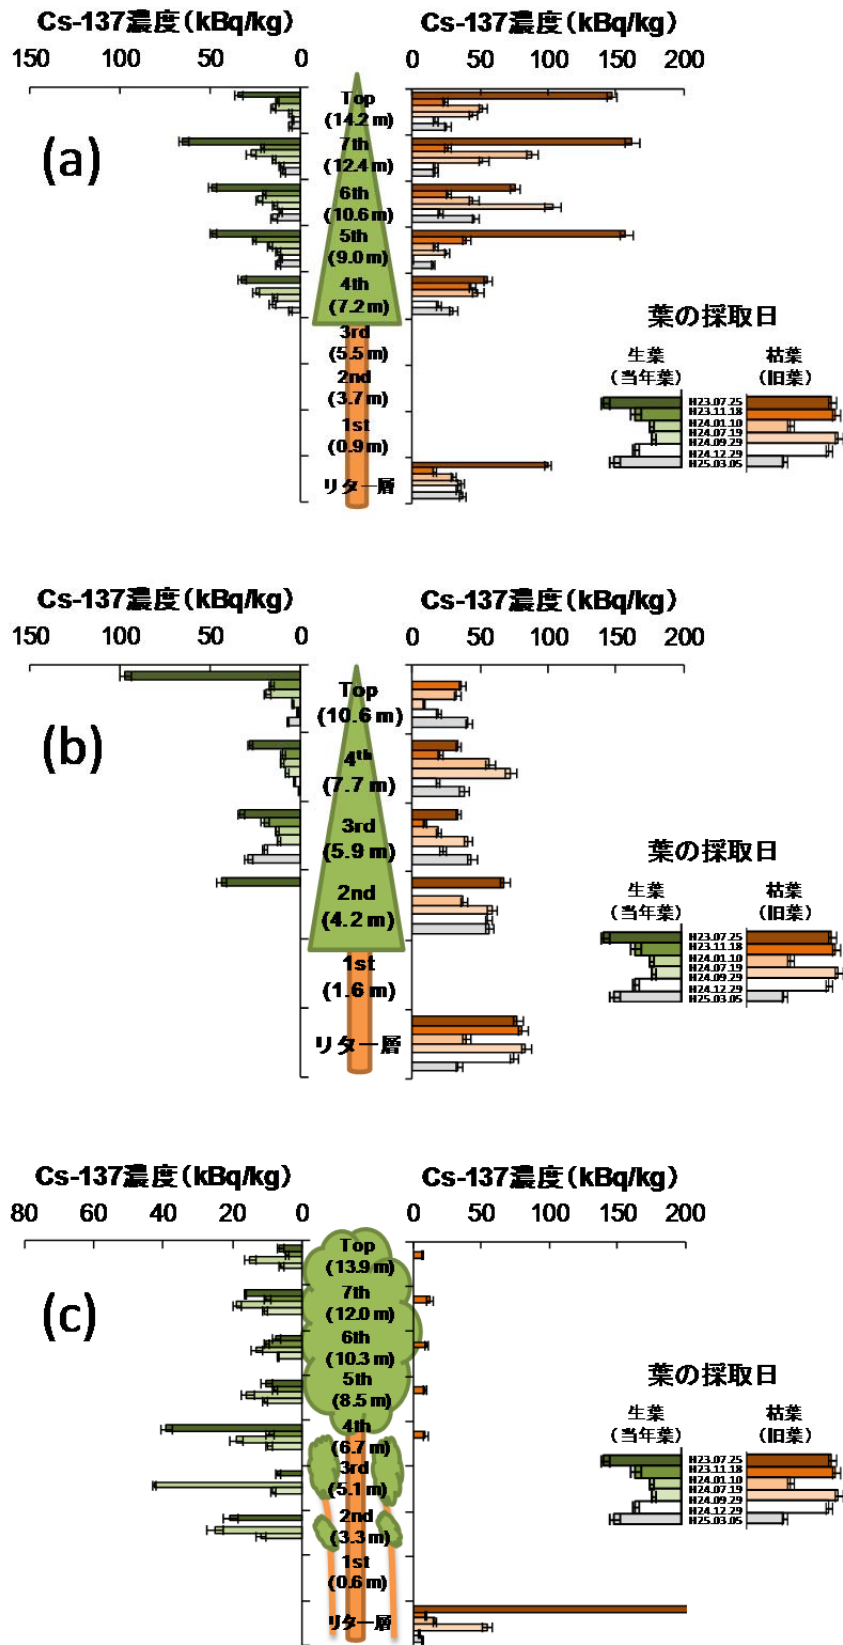 Cs-137濃度(kBq/kg) Cs-137濃度(kBq/kg)
150 100 50 0 0 50 100 150 200
(a)
Top
(14.2 m)
7th
(12.4 m)
6th
(10.6 m)
5th
(9.0 m)
4th
(7.2 m)
3rd
(5.5 m)
2nd
(3.7 m)
1st
(0.9 m)
リター層
葉の採取日
生葉 枯葉
(当年葉) (旧葉)
H23.07.25
H23.11.18
H24.01.10
H24.07.19
H24.09.29
H24.12.29
H25.03.05
Cs-137濃度(kBq/kg) Cs-137濃度(kBq/kg)
150 100 50 0 0 50 100 150 200
(b)
Top
(10.6 m)
4th
(7.7 m)
3rd
(5.9 m)
2nd
(4.2 m)
1st
(1.6 m)
リター層
葉の採取日
生葉 枯葉
(当年葉) (旧葉)
H23.07.25
H23.11.18
H24.01.10
H24.07.19
H24.09.29
H24.12.29
H25.03.05
Cs-137濃度(kBq/kg) Cs-137濃度(kBq/kg)
80 60 40 20 0 0 50 100 150 200
(c)
Top
(13.9 m)
7th
(12.0 m)
6th
(10.3 m)
5th
(8.5 m)
4th
(6.7 m)
3rd
(5.1 m)
2nd
(3.3 m)
1st
(0.6 m)
リター層
葉の採取日
生葉 枯葉
(当年葉) (旧葉)
H23.07.25
H23.11.18
H24.01.10
H24.07.19
H24.09.29
H24.12.29
H25.03.05